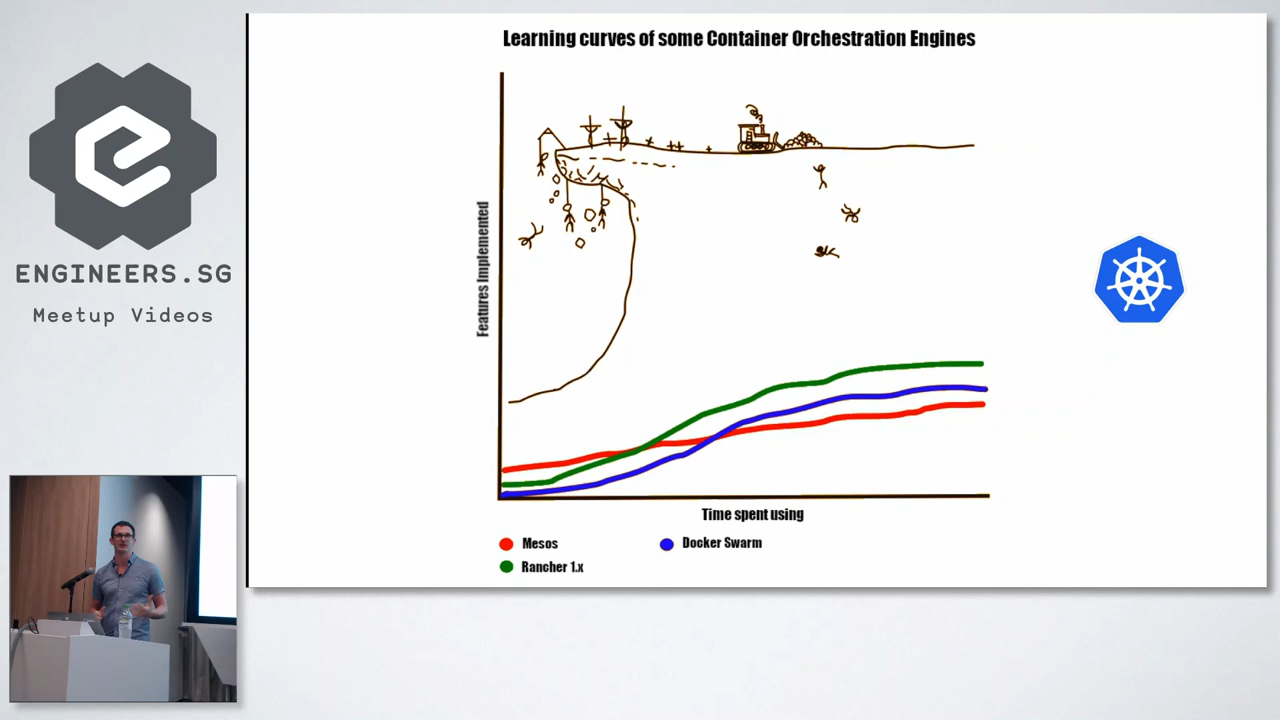 Learning curves of some Container Orchestration Engines
ENGINEERS.SG
Meetup Videos
Features Implemented
Time spent using
Mesos
Docker Swarm
Rancher 1.x